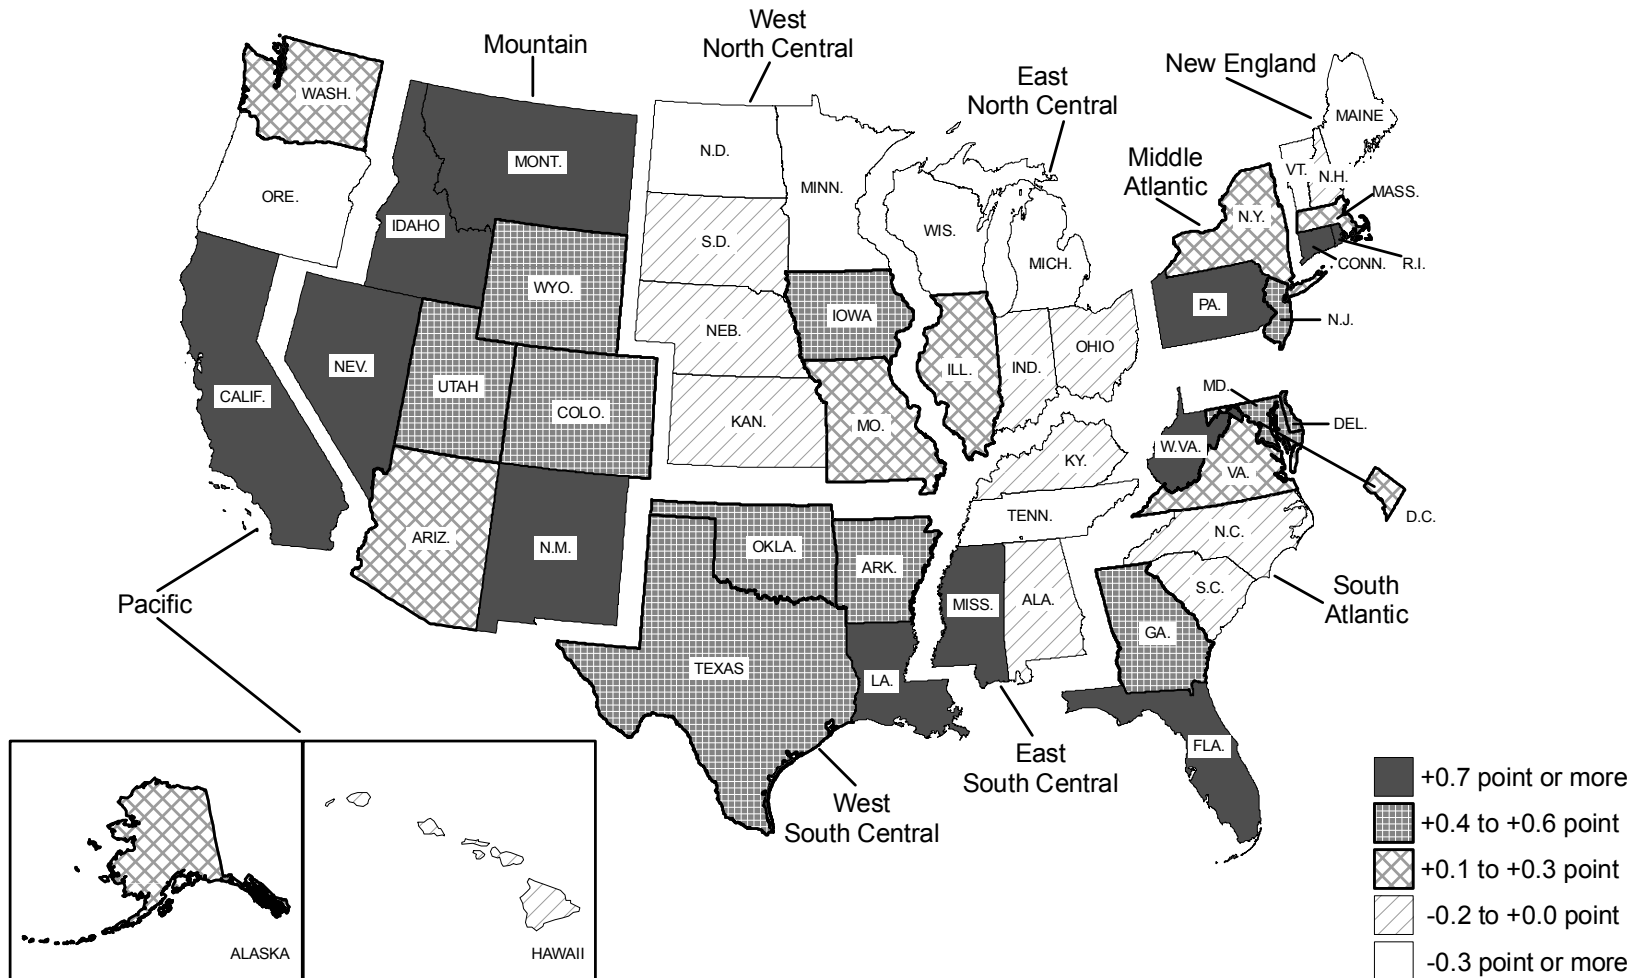 West
North Central
Mountain
New England
East
North Central
Middle
Atlantic
WASH.
MONT.
N.D.
MINN.
MAINE
VT.
N.H.
MASS.
ORE.
IDAHO
S.D.
WIS.
MICH.
N.Y.
CONN.
R.I.
WYO.
IOWA
PA.
N.J.
NEB.
NEV.
UTAH
ILL.
IND.
OHIO
CALIF.
COLO.
KAN.
MO.
MD.
DEL.
W.VA.
VA.
KY.
D.C.
TENN.
N.C.
ARIZ.
N.M.
OKLA.
ARK.
S.C.
South
Atlantic
Pacific
MISS.
ALA.
GA.
TEXAS
LA.
FLA.
East
South Central
West
South Central
ALASKA
HAWAII
+0.7 point or more
+0.4 to +0.6 point
+0.1 to +0.3 point
-0.2 to +0.0 point
-0.3 point or more